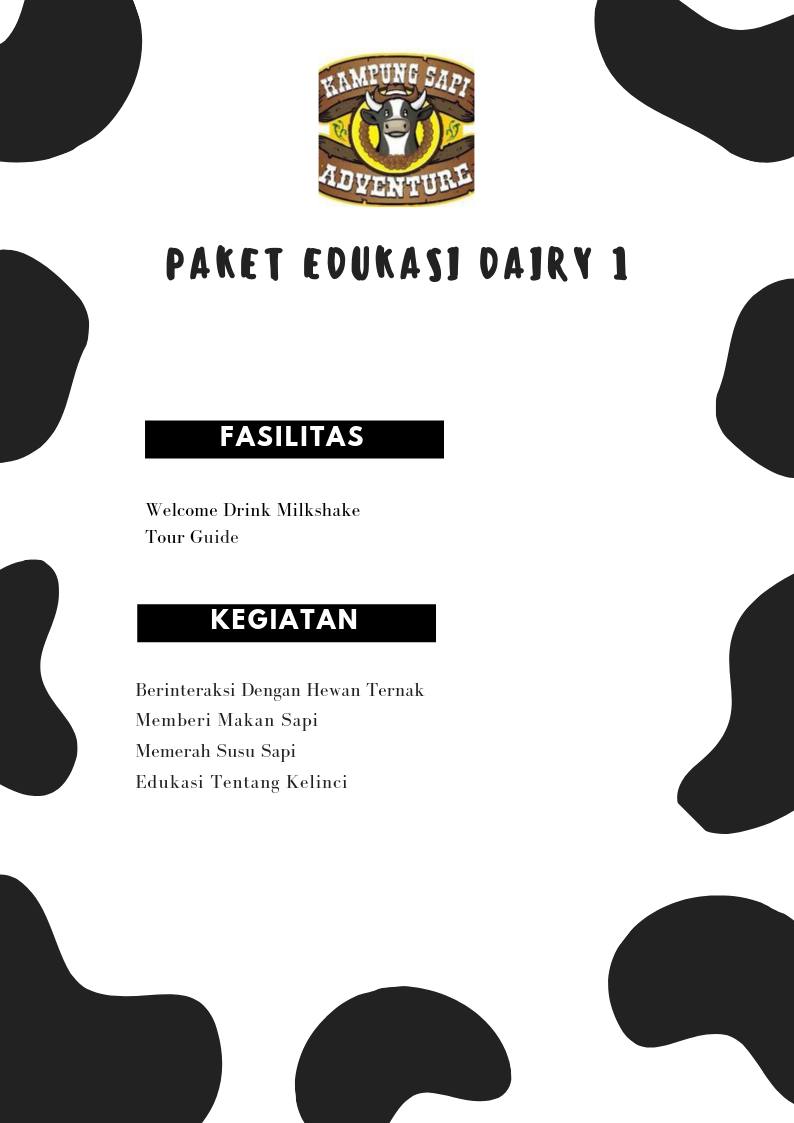 KAMPUNG SAPI
ADVENTURE
PAKET EDUKASI DAIRY 1
FASILITAS
Welcome Drink Milkshake
Tour Guide
KEGIATAN
Berinteraksi Dengan Hewan Ternak
Memberi Makan Sapi
Memerah Susu Sapi
Edukasi Tentang Kelinci